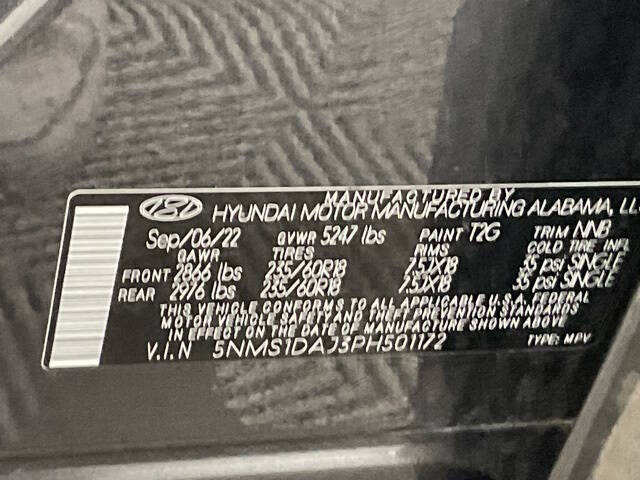 MANUFACTURED BY
HYUNDAI MOTOR MANUFACTURING ALABAMA, LL
Sep/06/22 GVWR 5247 lbs PAINT T2G TRIM NNB
GAWR TIRES RIMS COLD TIRE INFL
FRONT 2866 lbs 235/60R18 7.5JX18 35 psi SINGLE
REAR 2976 lbs 235/60R18 7.5JX18 35 psi SINGLE
THIS VEHICLE CONFORMS TO ALL APPLICABLE U.S.A. FEDERAL
MOTOR VEHICLE SAFETY AND THEFT PREVENTION STANDARDS
IN EFFECT ON THE DATE OF MANUFACTURE SHOWN ABOVE.
V.I.N 5NMS1DAJ3PH501172 TYPE: MPV